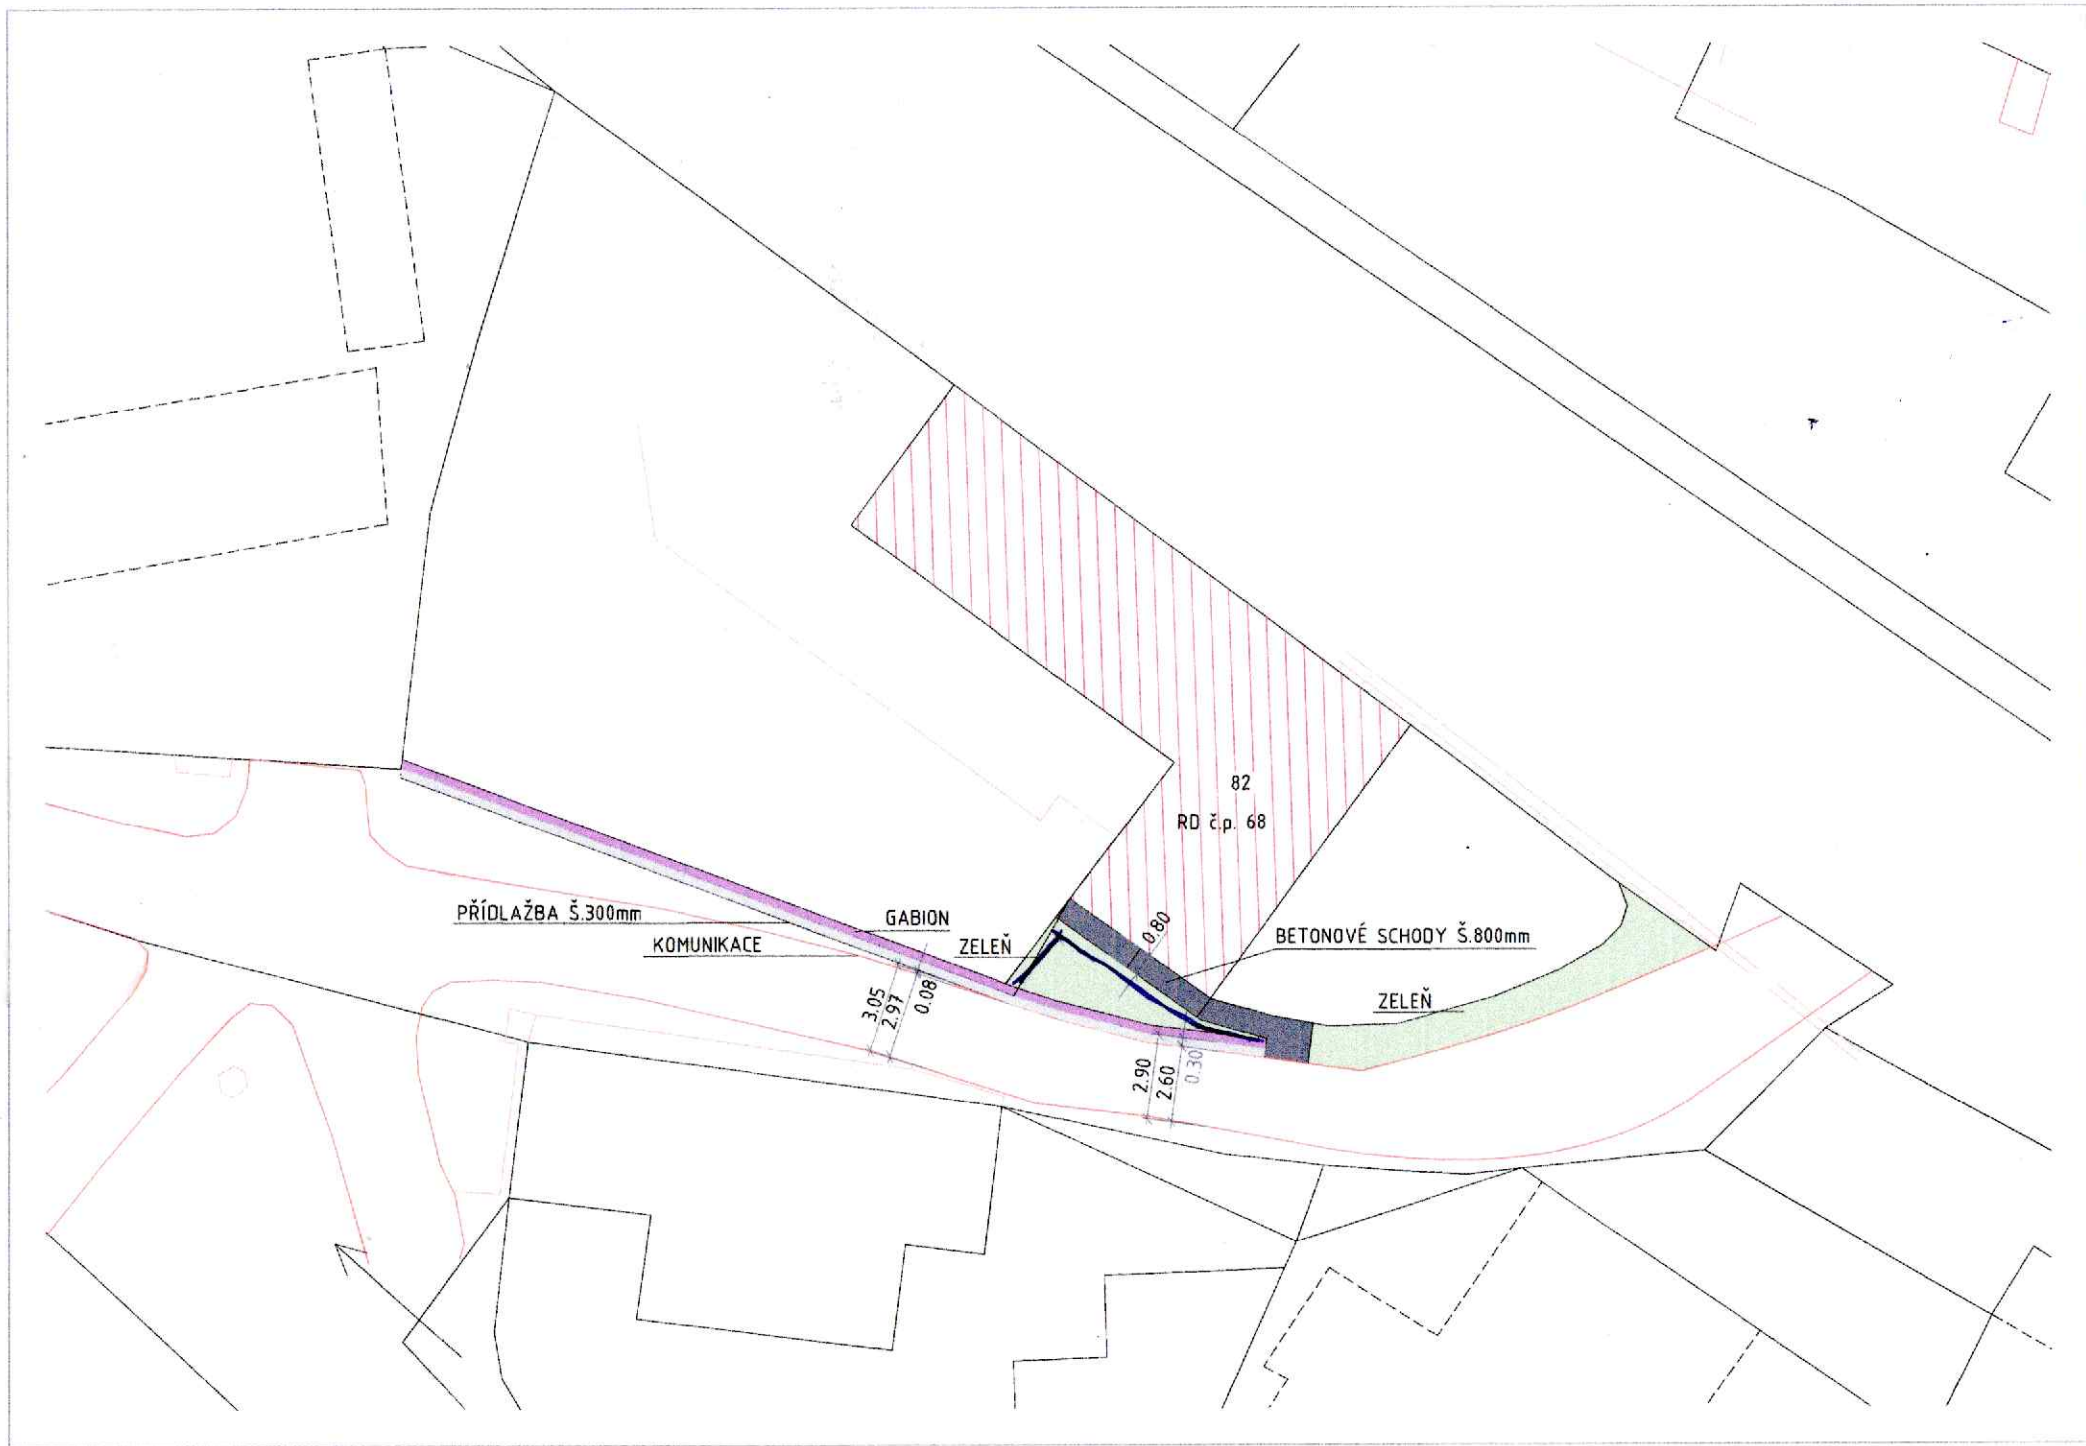 82
RD č.p. 68
PŘÍDLAŽBA Š.300mm
GABION
KOMUNIKACE
ZELEŇ
0.80
BETONOVÉ SCHODY Š.800mm
ZELEŇ
3.05
2.97
0.08
2.90
2.60
0.30